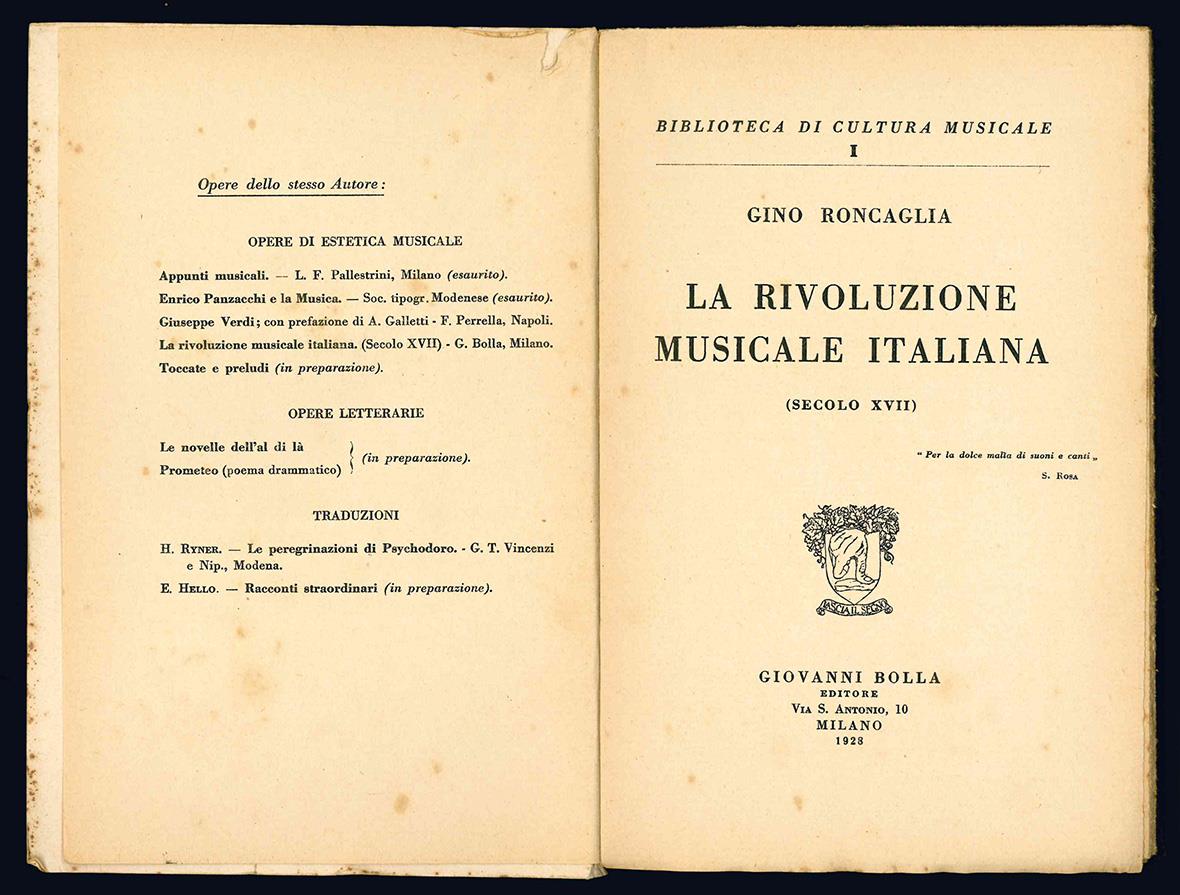 Opere dello stesso Autore:
OPERE DI ESTETICA MUSICALE
Appunti musicali. — L. F. Pallestrini, Milano (esaurito).
Enrico Panzacchi e la Musica. — Soc. tipogr. Modenese (esaurito).
Giuseppe Verdi; con prefazione di A. Galletti - F. Perrella, Napoli.
La rivoluzione musicale italiana. (Secolo XVII) - G. Bolla, Milano.
Toccate e preludi (in preparazione).
OPERE LETTERARIE
Le novelle dell'al di là
Prometeo (poema drammatico) } (in preparazione).
TRADUZIONI
H. RYNER. — Le peregrinazioni di Psychodoro. - G. T. Vincenzi
e Nip., Modena.
E. HELLO. — Racconti straordinari (in preparazione).
BIBLIOTECA DI CULTURA MUSICALE
I
GINO RONCAGLIA
LA RIVOLUZIONE
MUSICALE ITALIANA
(SECOLO XVII)
“ Per la dolce malìa di suoni e canti „
S. ROSA
LASCIA IL SEGNO
GIOVANNI BOLLA
EDITORE
VIA S. ANTONIO, 10
MILANO
1928